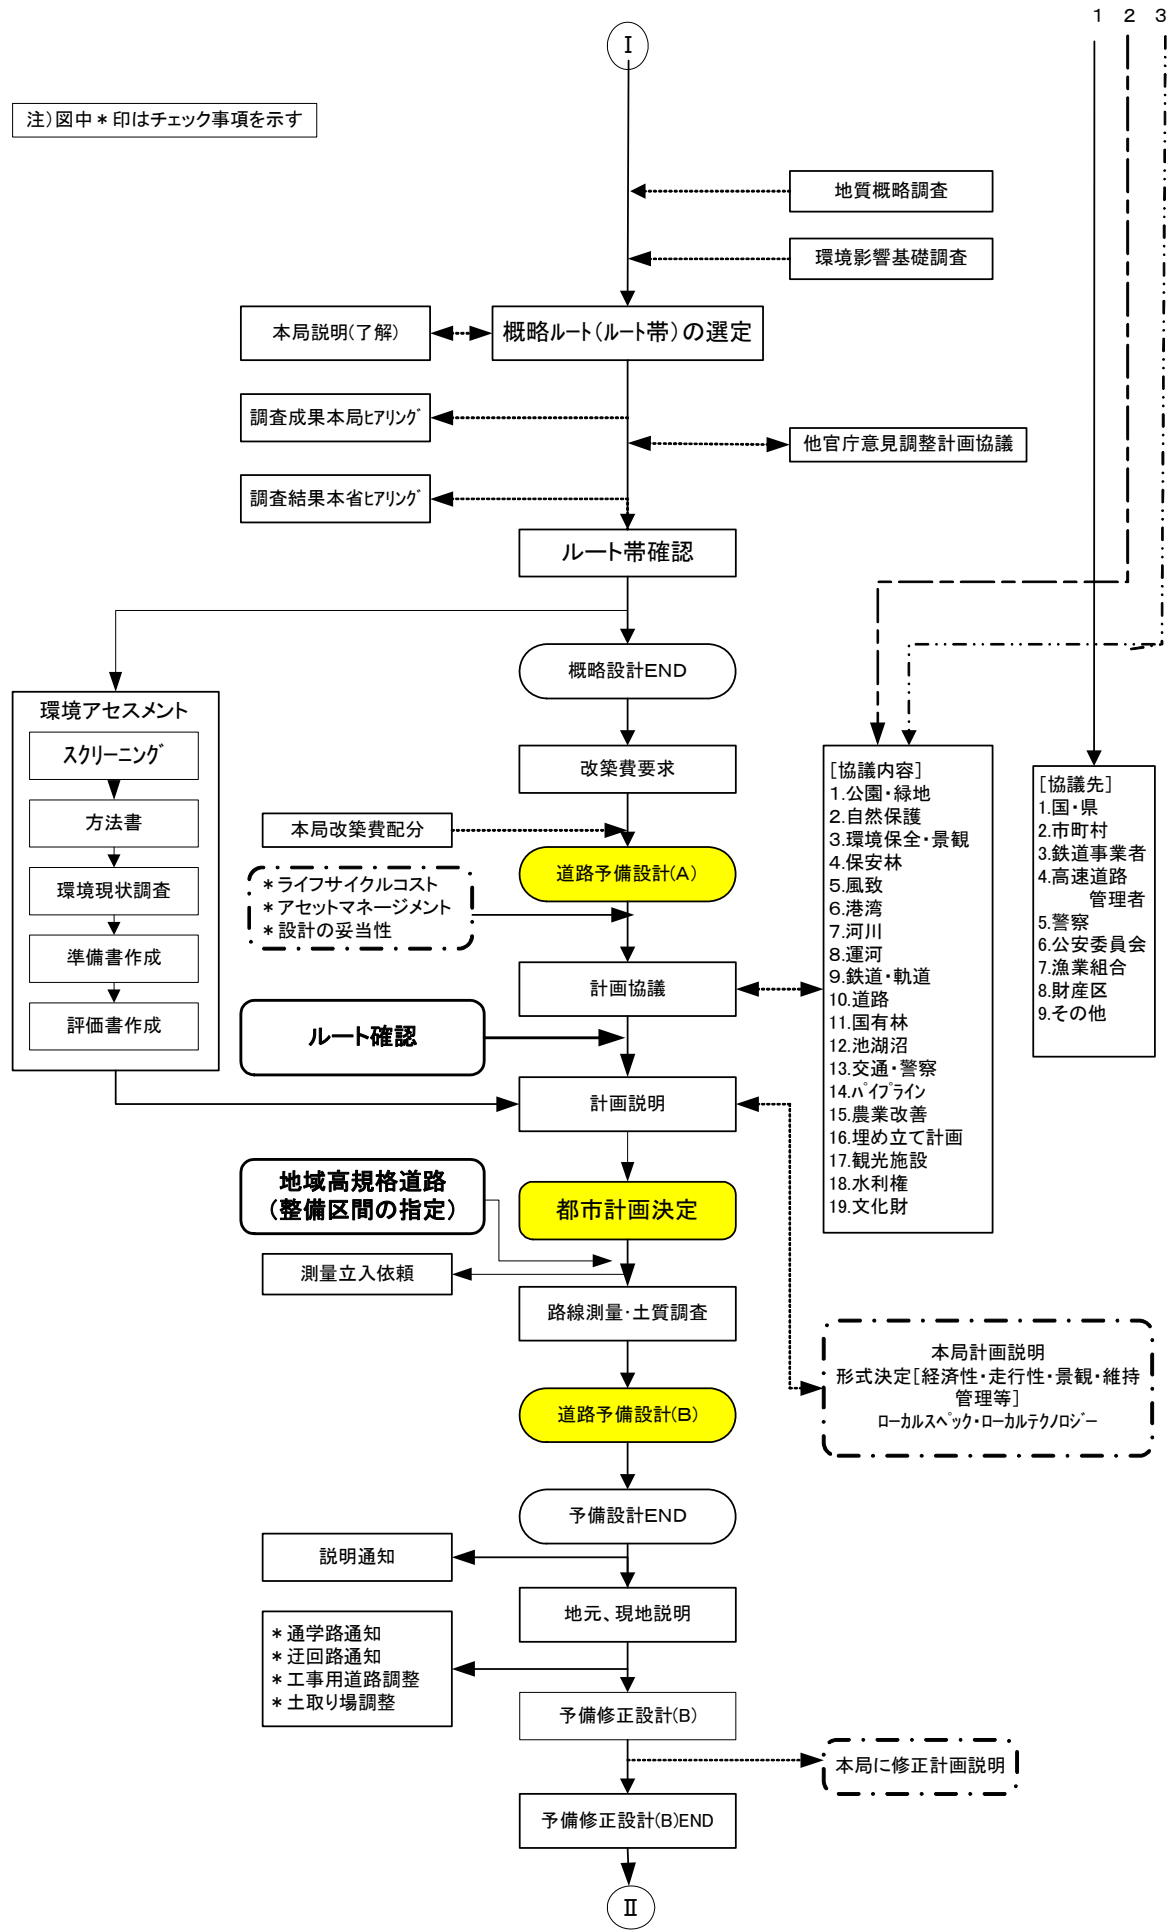 1 2 3
Ⅰ
注）図中＊印はチェック事項を示す
地質概略調査
環境影響基礎調査
本局説明(了解)
概略ルート(ルート帯)の選定
調査成果本局ﾋｱﾘﾝｸﾞ
他官庁意見調整計画協議
調査結果本省ﾋｱﾘﾝｸﾞ
ルート帯確認
概略設計END
環境アセスメント
スクリーニング
方法書
環境現状調査
準備書作成
評価書作成
改築費要求
本局改築費配分
道路予備設計(A)
＊ライフサイクルコスト
＊アセットマネージメント
＊設計の妥当性
計画協議
ルート確認
計画説明
[協議内容]
1.公園・緑地
2.自然保護
3.環境保全・景観
4.保安林
5.風致
6.港湾
7.河川
8.運河
9.鉄道・軌道
10.道路
11.国有林
12.池湖沼
13.交通・警察
14.ﾊﾟｲﾌﾟﾗｲﾝ
15.農業改善
16.埋め立て計画
17.観光施設
18.水利権
19.文化財
[協議先]
1.国・県
2.市町村
3.鉄道事業者
4.高速道路
管理者
5.警察
6.公安委員会
7.漁業組合
8.財産区
9.その他
地域高規格道路
(整備区間の指定)
都市計画決定
測量立入依頼
路線測量・土質調査
本局計画説明
形式決定[経済性・走行性・景観・維持
管理等]
ローカルスペック・ローカルテクノロジー
道路予備設計(B)
予備設計END
説明通知
地元、現地説明
＊通学路通知
＊迂回路通知
＊工事用道路調整
＊土取り場調整
予備修正設計(B)
本局に修正計画説明
予備修正設計(B)END
Ⅱ